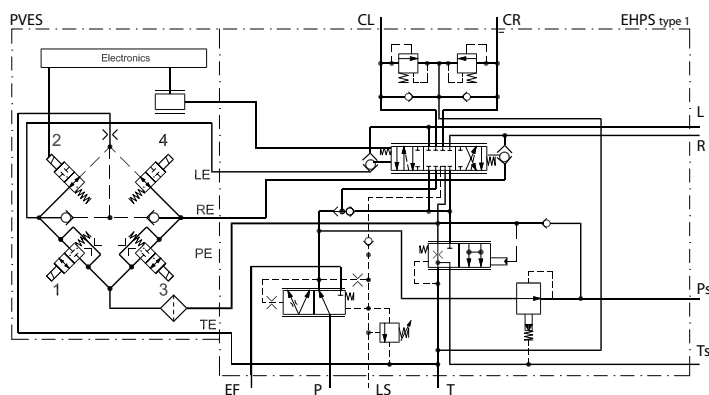 PVES
CL
CR
EHPS type 1
Electronics
L
R
2
4
LE
RE
PE
1
3
TE
Ps
Ts
EF
P
LS
T